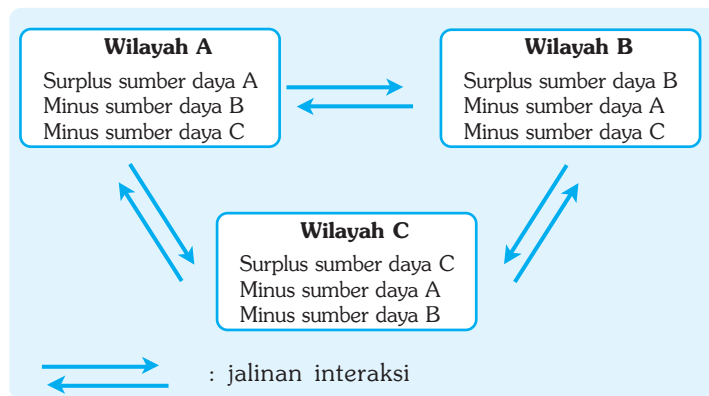 Wilayah A
Surplus sumber daya A
Minus sumber daya B
Minus sumber daya C
Wilayah B
Surplus sumber daya B
Minus sumber daya A
Minus sumber daya C
Wilayah C
Surplus sumber daya C
Minus sumber daya A
Minus sumber daya B
: jalinan interaksi